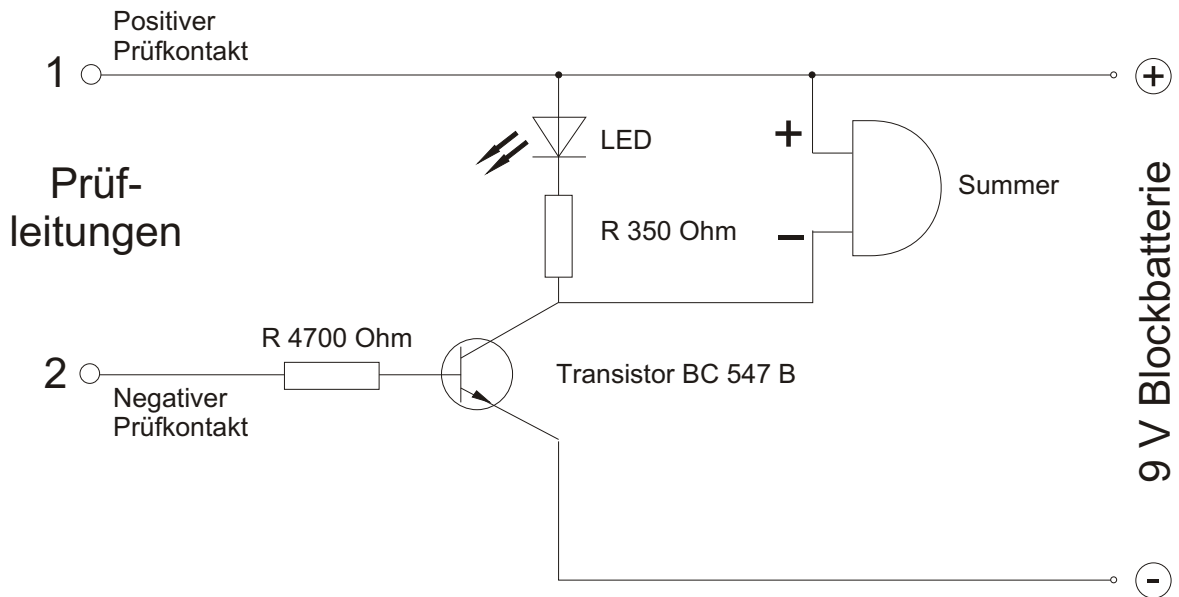 Positiver
Prüfkontakt
1
+
LED
+
Summer
Prüf-
leitungen
R 350 Ohm
−
9 V Blockbatterie
R 4700 Ohm
2
Transistor BC 547 B
Negativer
Prüfkontakt
-